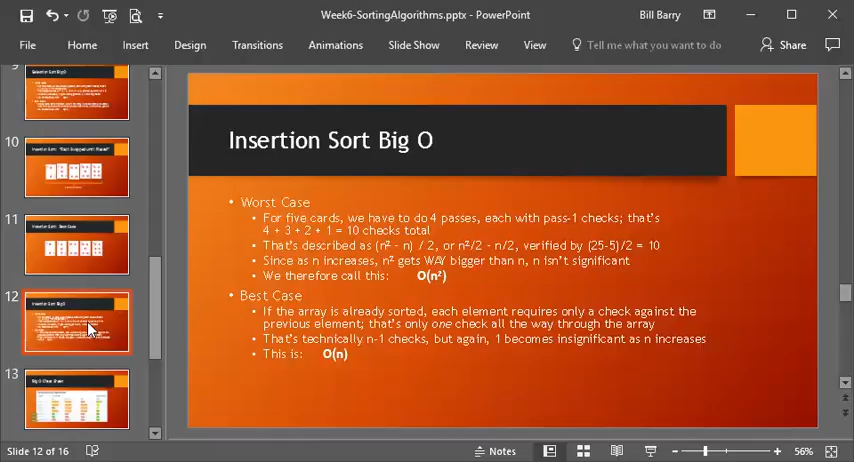 Week6-SortingAlgorithms.pptx - PowerPoint
Bill Barry
File Home Insert Design Transitions Animations Slide Show Review View Tell me what you want to do Share
9
Selection Sort Big O
10
11
Insertion Sort: Best Case
12
Insertion Sort Big O
13
Big O Cheat Sheet
Insertion Sort Big O
• Worst Case
• For five cards, we have to do 4 passes, each with pass-1 checks; that's
4 + 3 + 2 + 1 = 10 checks total
• That's described as (n² - n) / 2, or n²/2 - n/2, verified by (25-5)/2 = 10
• Since as n increases, n² gets WAY bigger than n, n isn't significant
• We therefore call this: O(n²)
• Best Case
• If the array is already sorted, each element requires only a check against the
previous element; that's only one check all the way through the array
• That's technically n-1 checks, but again, 1 becomes insignificant as n increases
• This is: O(n)
Slide 12 of 16
Notes
56%